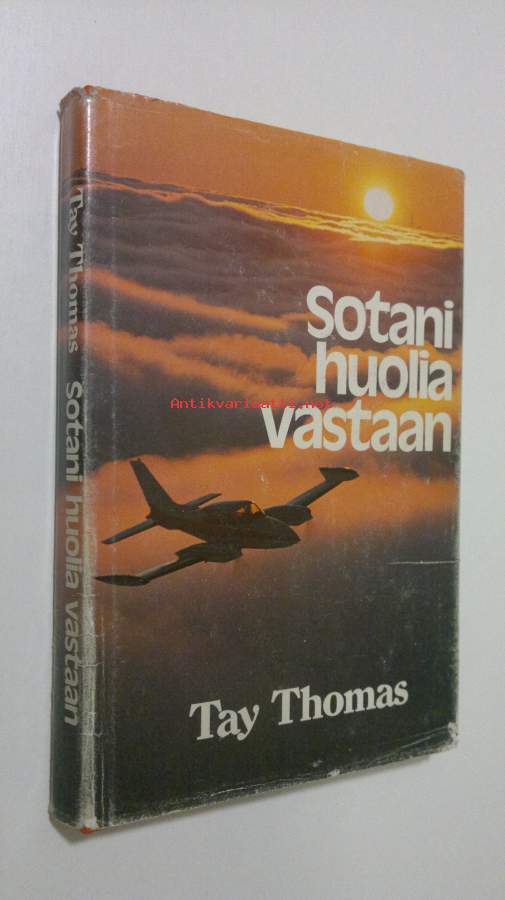 Tay Thomas Sotani huolia vastaan
Sotani
huolia
vastaan
Antikvariaatti.net
Tay Thomas